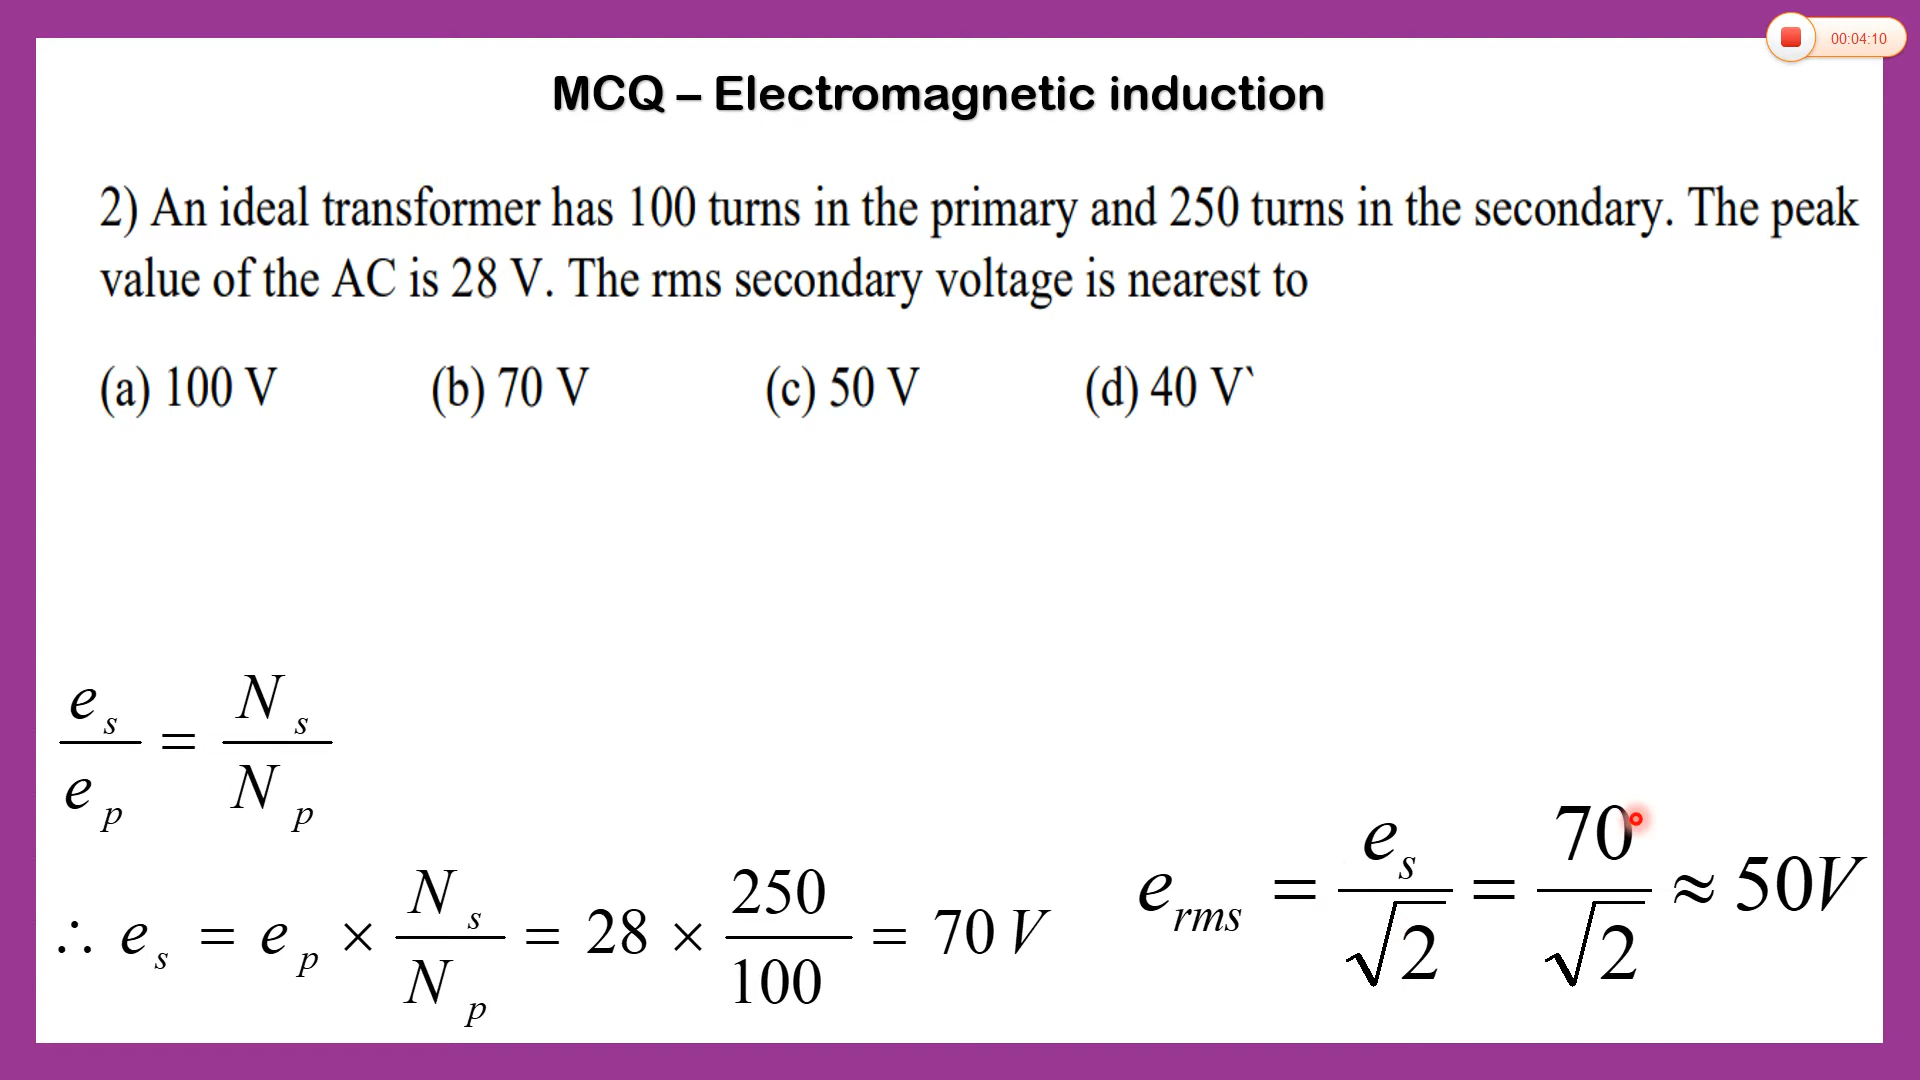 00:04:10
MCQ – Electromagnetic induction
2) An ideal transformer has 100 turns in the primary and 250 turns in the secondary. The peak
value of the AC is 28 V. The rms secondary voltage is nearest to
(a) 100 V (b) 70 V (c) 50 V (d) 40 V`
e_s / e_p = N_s / N_p
∴ e_s = e_p × N_s / N_p = 28 × 250 / 100 = 70 V
e_rms = e_s / √2 = 70 / √2 ≈ 50V